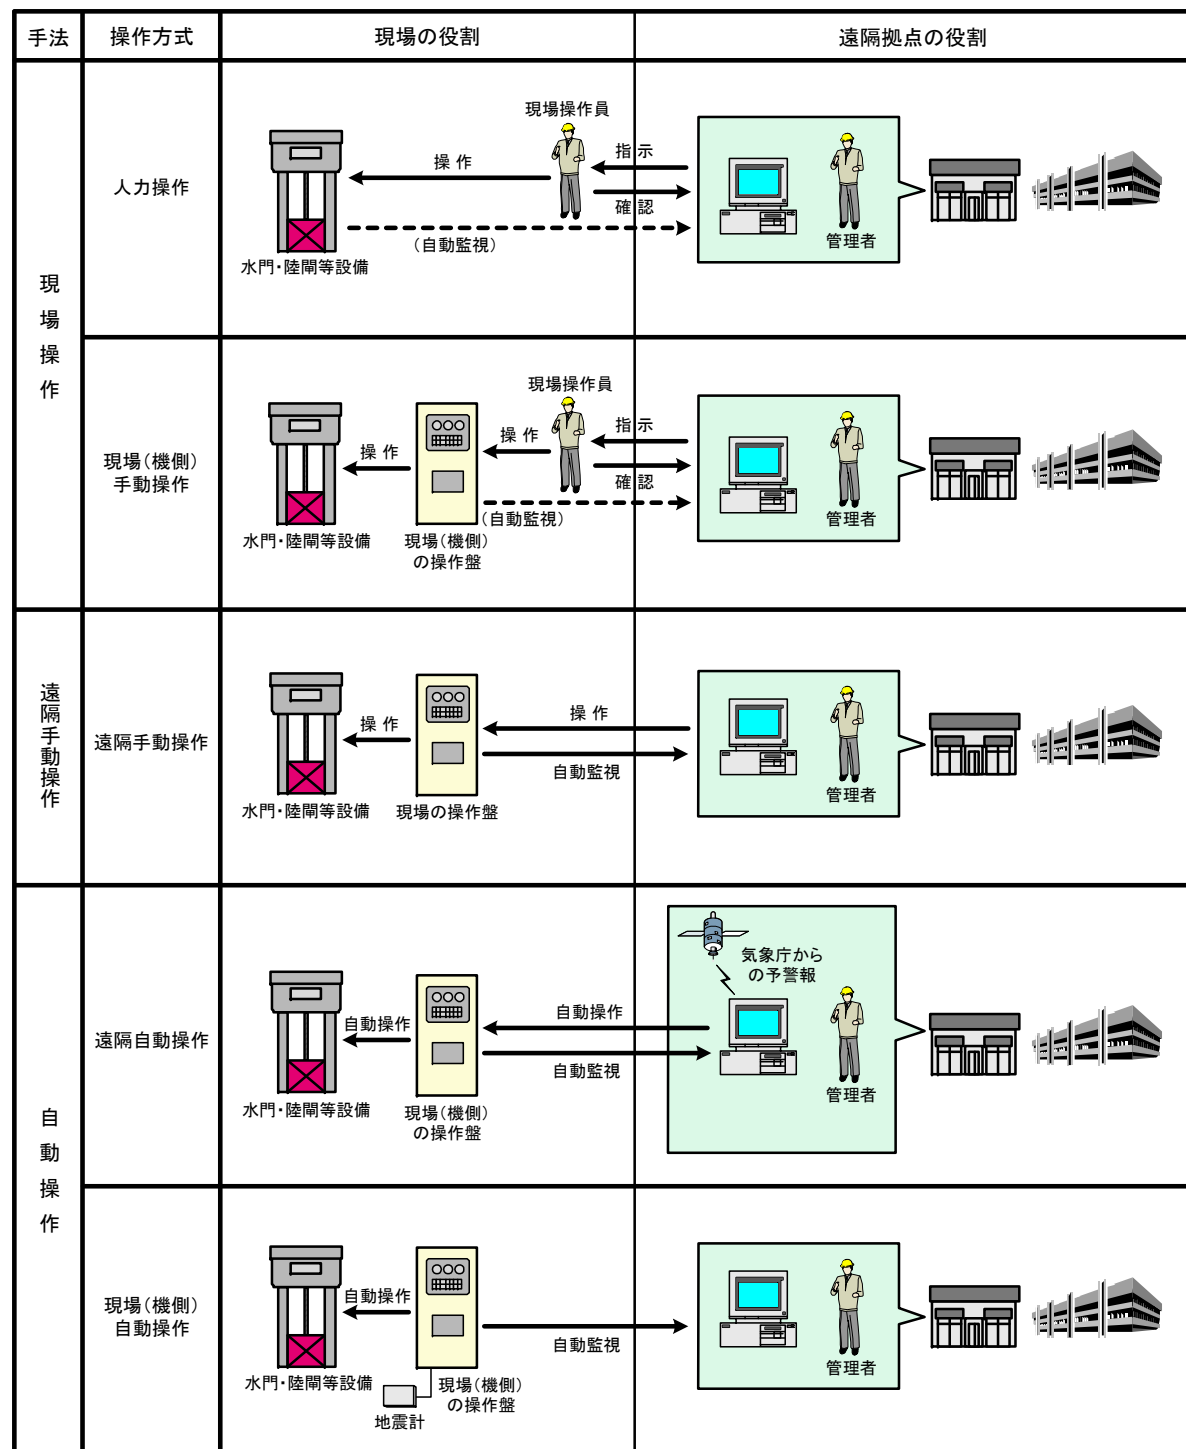 手法
操作方式
現場の役割
遠隔拠点の役割
現場操作
人力操作
現場操作員
操作
指示
確認
(自動監視)
水門・陸閘等設備
管理者
現場(機側)
手動操作
現場操作員
操作
操作
指示
確認
(自動監視)
水門・陸閘等設備
現場(機側)
の操作盤
管理者
遠隔手動操作
遠隔手動操作
操作
操作
自動監視
水門・陸閘等設備
現場の操作盤
管理者
自動操作
遠隔自動操作
気象庁から
の予警報
自動操作
自動操作
自動監視
水門・陸閘等設備
現場(機側)
の操作盤
管理者
現場(機側)
自動操作
自動操作
自動監視
水門・陸閘等設備
現場(機側)
の操作盤
地震計
管理者